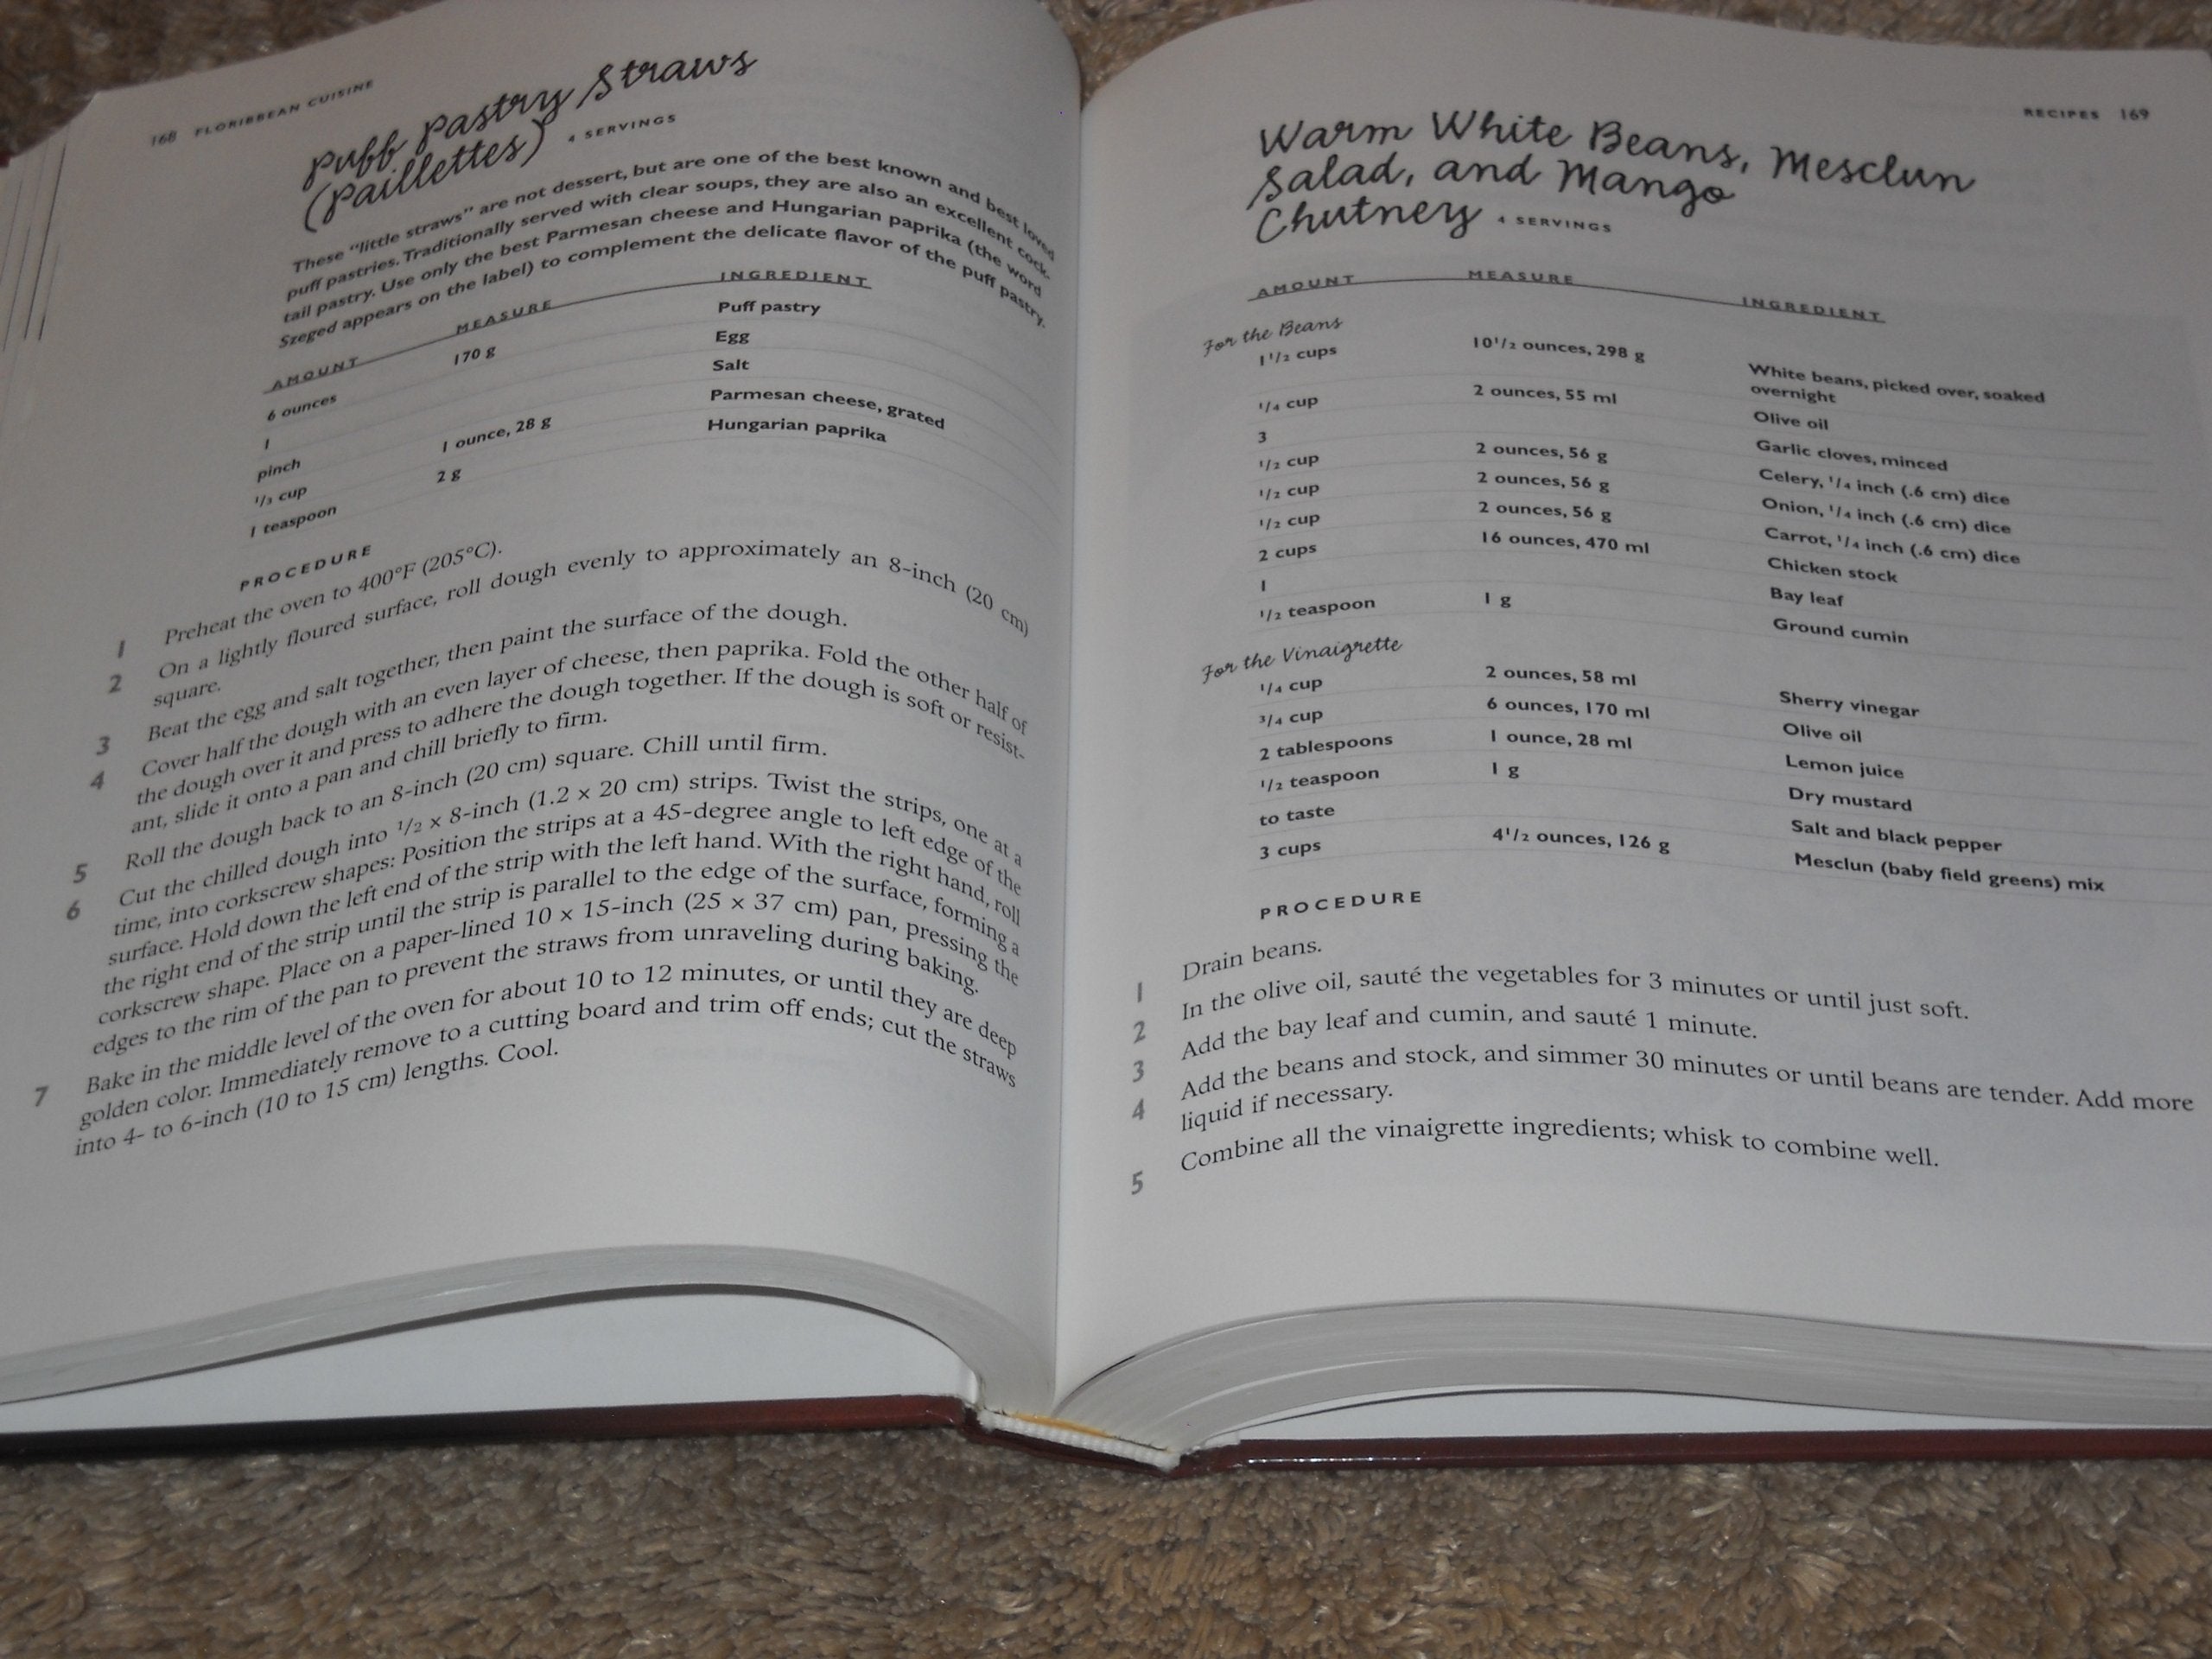 168 FLORIBBEAN CUISINE
Puff Pastry Straws
(Paillettes) 4 SERVINGS
These "little straws" are not dessert, but are one of the best known and best loved
puff pastries. Traditionally served with clear soups, they are also an excellent cock-
tail pastry. Use only the best Parmesan cheese and Hungarian paprika (the word
Szeged appears on the label) to complement the delicate flavor of the puff pastry.
AMOUNT MEASURE INGREDIENT
6 ounces 170 g Puff pastry
1 Egg
pinch Salt
1/3 cup 1 ounce, 28 g Parmesan cheese, grated
1 teaspoon 2 g Hungarian paprika
PROCEDURE
1 Preheat the oven to 400°F (205°C).
2 On a lightly floured surface, roll dough evenly to approximately an 8-inch (20 cm)
square.
3 Beat the egg and salt together, then paint the surface of the dough.
4 Cover half the dough with an even layer of cheese, then paprika. Fold the other half of
the dough over it and press to adhere the dough together. If the dough is soft or resist-
ant, slide it onto a pan and chill briefly to firm.
5 Roll the dough back to an 8-inch (20 cm) square. Chill until firm.
6 Cut the chilled dough into 1/2 × 8-inch (1.2 × 20 cm) strips. Twist the strips, one at a
time, into corkscrew shapes: Position the strips at a 45-degree angle to left edge of the
surface. Hold down the left end of the strip with the left hand. With the right hand, roll
the right end of the strip until the strip is parallel to the edge of the surface, forming a
corkscrew shape. Place on a paper-lined 10 × 15-inch (25 × 37 cm) pan, pressing the
edges to the rim of the pan to prevent the straws from unraveling during baking.
7 Bake in the middle level of the oven for about 10 to 12 minutes, or until they are deep
golden color. Immediately remove to a cutting board and trim off ends; cut the straws
into 4- to 6-inch (10 to 15 cm) lengths. Cool.
RECIPES 169
Warm White Beans, Mesclun
Salad, and Mango
Chutney 4 SERVINGS
AMOUNT MEASURE INGREDIENT
For the Beans
1 1/2 cups 10 1/2 ounces, 298 g White beans, picked over, soaked
overnight
1/4 cup 2 ounces, 55 ml Olive oil
3 Garlic cloves, minced
1/2 cup 2 ounces, 56 g Celery, 1/4 inch (.6 cm) dice
1/2 cup 2 ounces, 56 g Onion, 1/4 inch (.6 cm) dice
1/2 cup 2 ounces, 56 g Carrot, 1/4 inch (.6 cm) dice
2 cups 16 ounces, 470 ml Chicken stock
1 Bay leaf
1/2 teaspoon 1 g Ground cumin
For the Vinaigrette
1/4 cup 2 ounces, 58 ml Sherry vinegar
3/4 cup 6 ounces, 170 ml Olive oil
2 tablespoons 1 ounce, 28 ml Lemon juice
1/2 teaspoon 1 g Dry mustard
to taste Salt and black pepper
3 cups 4 1/2 ounces, 126 g Mesclun (baby field greens) mix
PROCEDURE
1 Drain beans.
2 In the olive oil, sauté the vegetables for 3 minutes or until just soft.
3 Add the bay leaf and cumin, and sauté 1 minute.
4 Add the beans and stock, and simmer 30 minutes or until beans are tender. Add more
liquid if necessary.
5 Combine all the vinaigrette ingredients; whisk to combine well.